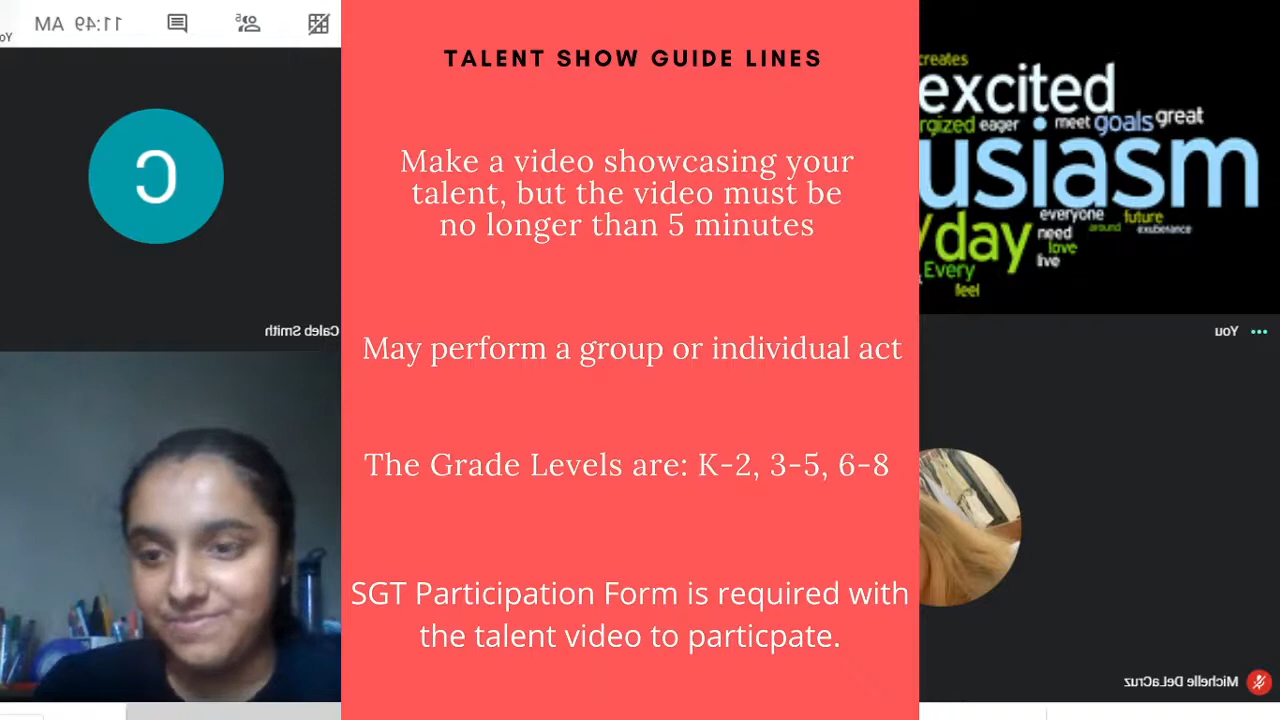 11:49 AM
5
C
Caleb Smith
TALENT SHOW GUIDE LINES
Make a video showcasing your
talent, but the video must be
no longer than 5 minutes
May perform a group or individual act
The Grade Levels are: K-2, 3-5, 6-8
SGT Participation Form is required with
the talent video to particpate.
creates
excited
rgized eager meet goals great
usiasm
/day everyone future
need around exuberance
love
live
Every
feel
You
Michelle DeLaCruz